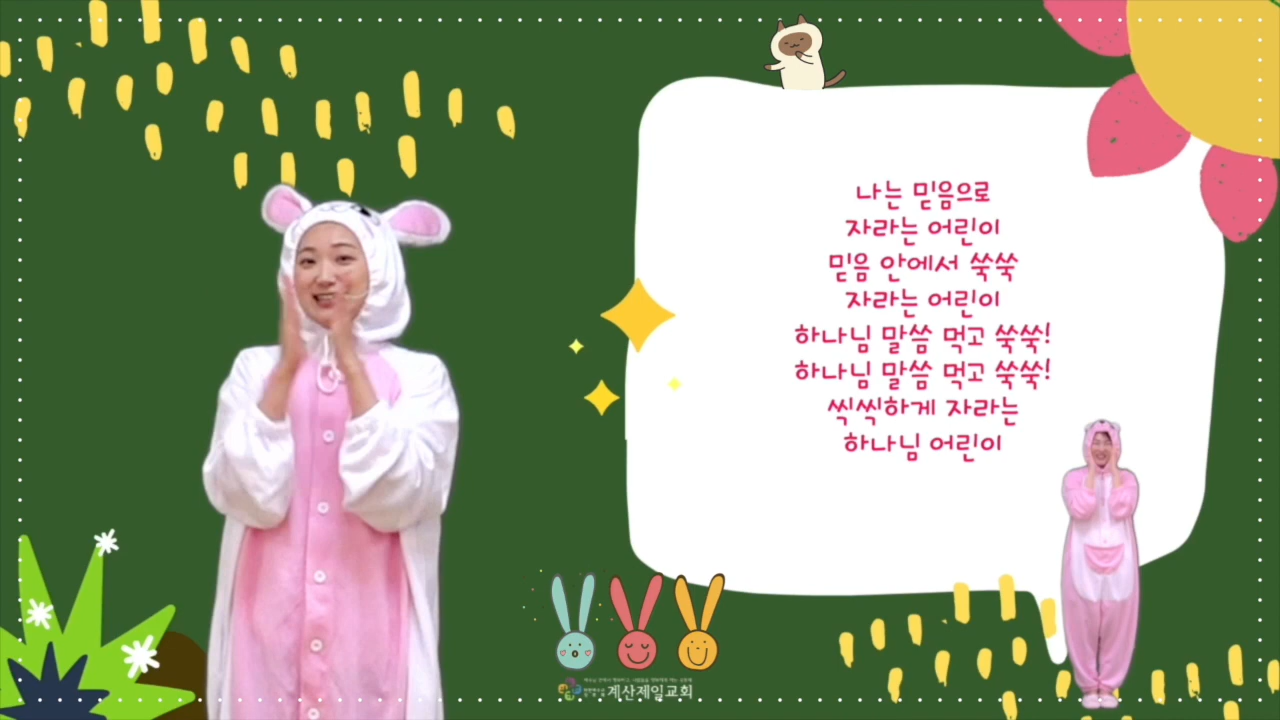 나는 믿음으로
자라는 어린이
믿음 안에서 쑥쑥
자라는 어린이
하나님 말씀 먹고 쑥쑥!
하나님 말씀 먹고 쑥쑥!
씩씩하게 자라는
하나님 어린이
계산제일교회